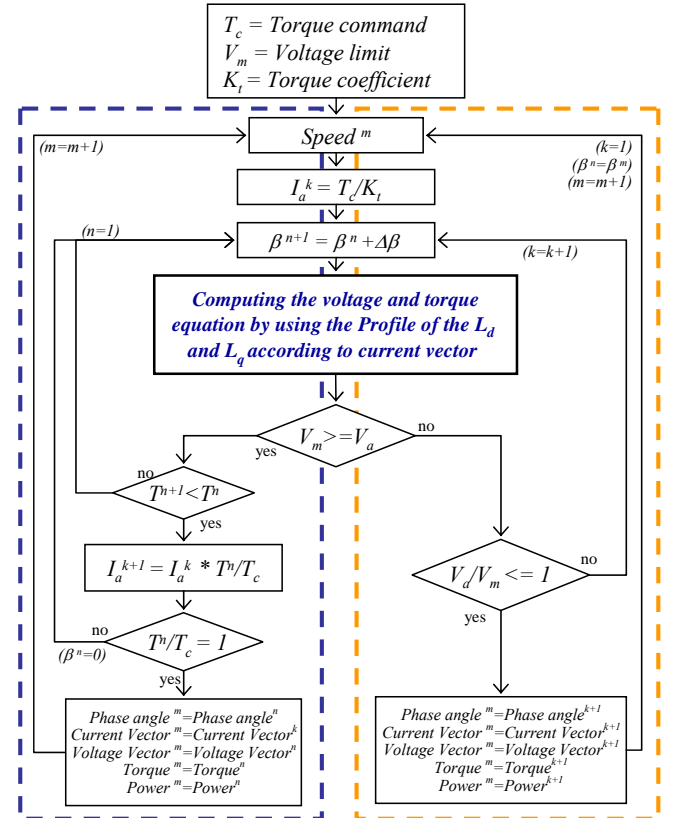 T_c = Torque command
V_m = Voltage limit
K_t = Torque coefficient
Speed ^m
(m=m+1)
(k=1)
(β^n=β^m)
(m=m+1)
I_a^k = T_c/K_t
(n=1)
β^{n+1} = β^n + Δβ
(k=k+1)
Computing the voltage and torque
equation by using the Profile of the L_d
and L_q according to current vector
V_m>=V_a
yes
no
no
T^{n+1}<T^n
yes
I_a^{k+1} = I_a^k * T^n/T_c
V_d/V_m <= 1
no
yes
no
(β^n=0)
T^n/T_c = 1
yes
Phase angle ^m=Phase angle^n
Current Vector ^m=Current Vector^k
Voltage Vector ^m=Voltage Vector^n
Torque ^m=Torque^n
Power ^m=Power^n
Phase angle ^m=Phase angle^{k+1}
Current Vector ^m=Current Vector^{k+1}
Voltage Vector ^m=Voltage Vector^{k+1}
Torque ^m=Torque^{k+1}
Power ^m=Power^{k+1}